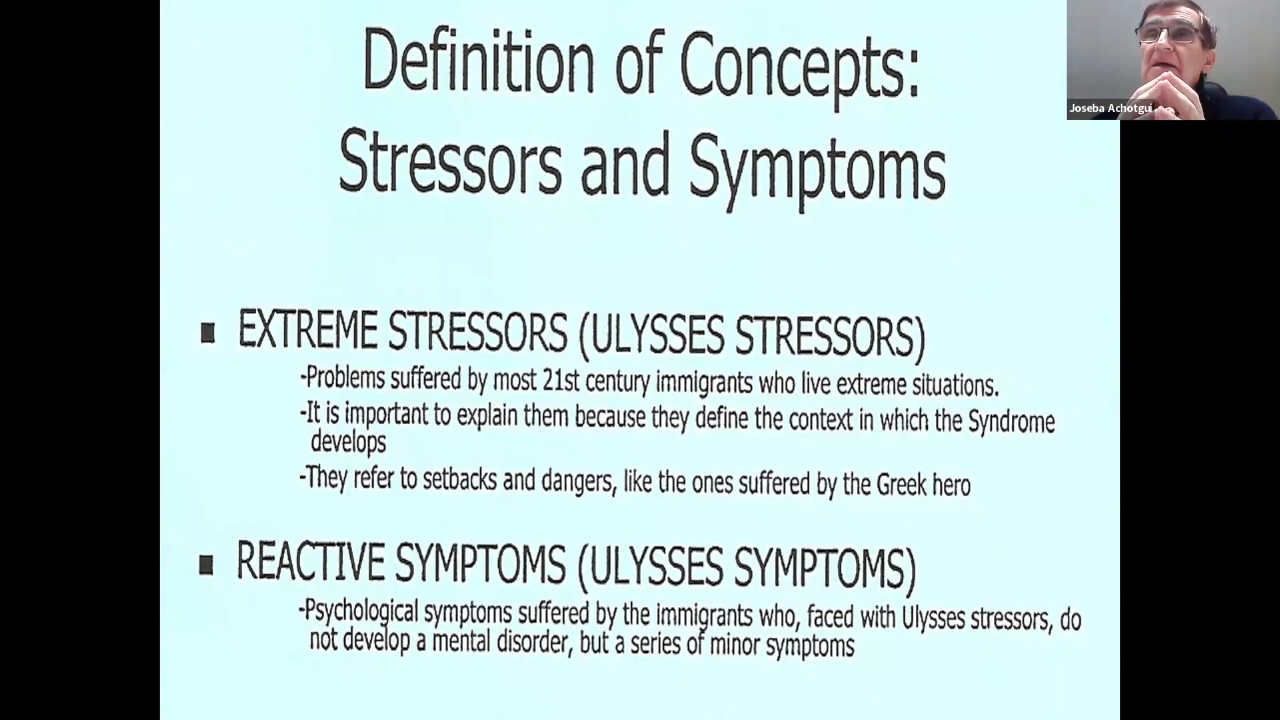 Definition of Concepts:
Stressors and Symptoms
▪ EXTREME STRESSORS (ULYSSES STRESSORS)
-Problems suffered by most 21st century immigrants who live extreme situations.
-It is important to explain them because they define the context in which the Syndrome
develops
-They refer to setbacks and dangers, like the ones suffered by the Greek hero
▪ REACTIVE SYMPTOMS (ULYSSES SYMPTOMS)
-Psychological symptoms suffered by the immigrants who, faced with Ulysses stressors, do
not develop a mental disorder, but a series of minor symptoms
Joseba Achotgui